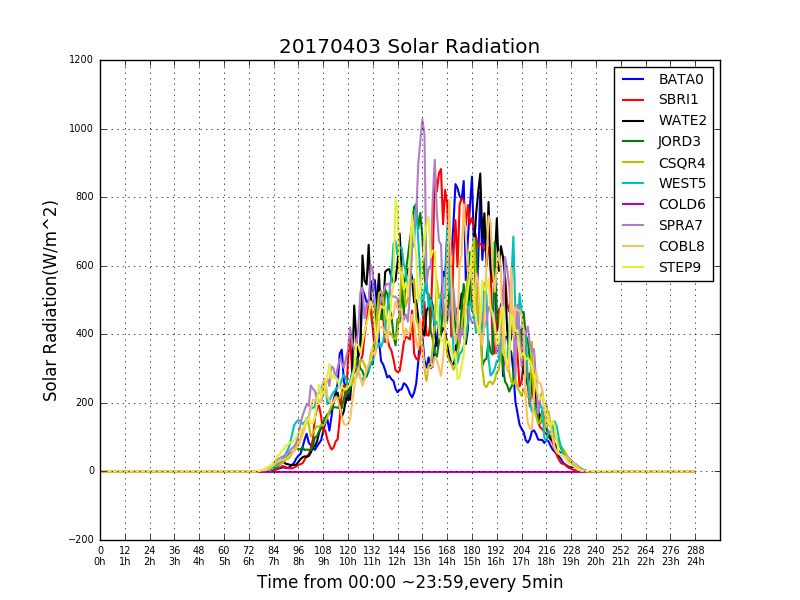 20170403 Solar Radiation
Solar Radiation(W/m^2)
1200
1000
800
600
400
200
0
−200
BATA0
SBRI1
WATE2
JORD3
CSQR4
WEST5
COLD6
SPRA7
COBL8
STEP9
0 12 24 36 48 60 72 84 96 108 120 132 144 156 168 180 192 204 216 228 240 252 264 276 288
0h 1h 2h 3h 4h 5h 6h 7h 8h 9h 10h 11h 12h 13h 14h 15h 16h 17h 18h 19h 20h 21h 22h 23h 24h
Time from 00:00 ~23:59,every 5min